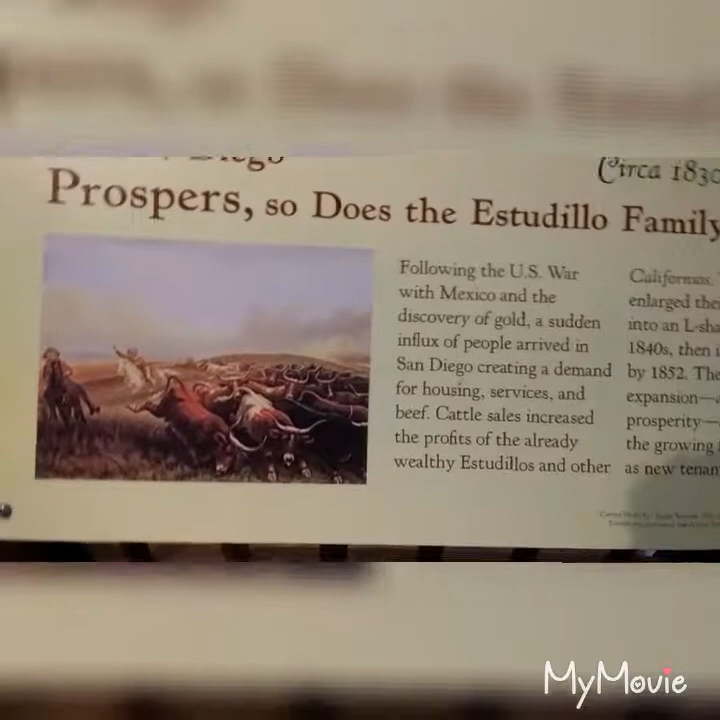 Diego
Circa 1830
Prospers, so Does the Estudillo Family
Following the U.S. War
with Mexico and the
discovery of gold, a sudden
influx of people arrived in
San Diego creating a demand
for housing, services, and
beef. Cattle sales increased
the profits of the already
wealthy Estudillos and other
Californios.
enlarged the
into an L-sha
1840s, then i
by 1852. The
expansion—
prosperity—
the growing
as new tenan
MyMovie